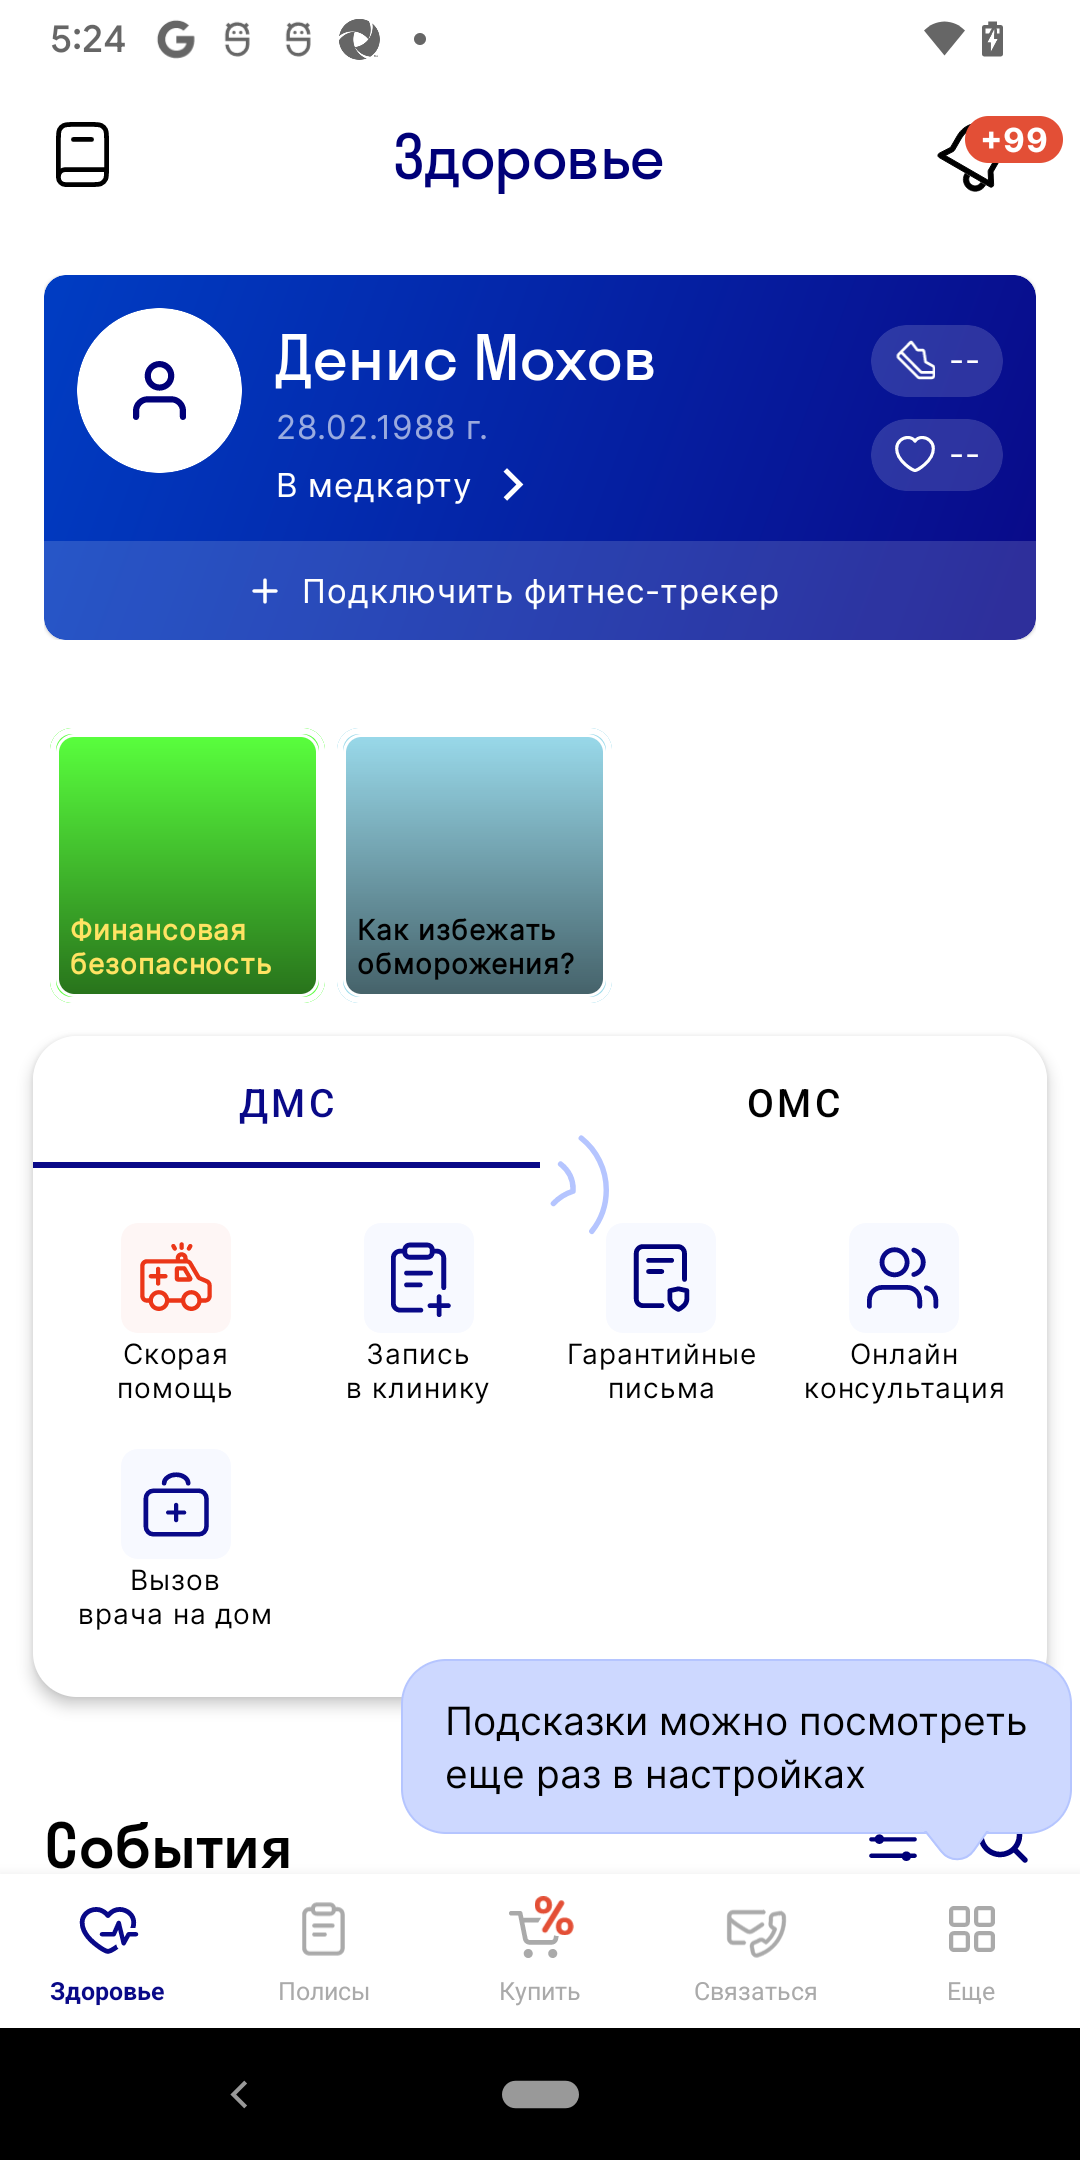 5:24
Здоровье
+99
Денис Мохов
28.02.1988 г.
В медкарту
--
--
+ Подключить фитнес-трекер
Финансовая
безопасность
Как избежать
обморожения?
ДМС
ОМС
Скорая
помощь
Запись
в клинику
Гарантийные
письма
Онлайн
консультация
Вызов
врача на дом
Подсказки можно посмотреть
еще раз в настройках
События
Здоровье
Полисы
Купить
Связаться
Еще